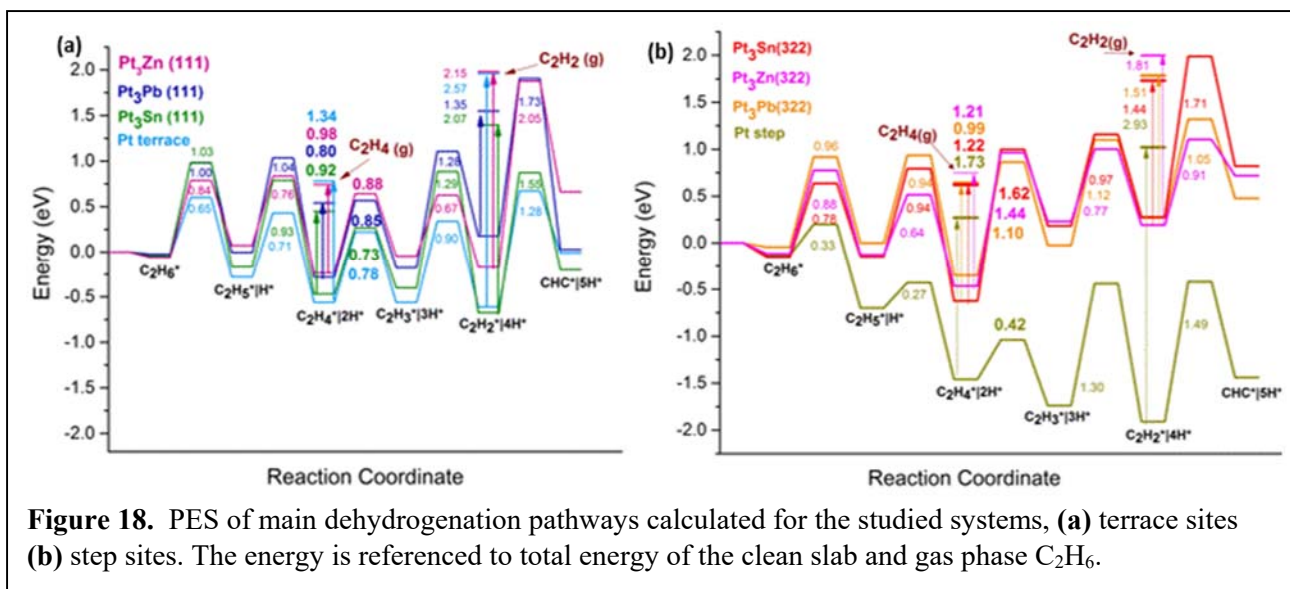 (a)
Pt3Zn (111)
Pt3Pb (111)
Pt3Sn (111)
Pt terrace
Energy (eV)
2.0
1.5
1.0
0.5
0.0
-0.5
-1.0
-1.5
-2.0
1.03
1.00
0.84
0.65
1.04
0.76
0.93
0.71
1.34
0.98
0.80
0.92
C2H4 (g)
0.88
0.85
0.73
0.78
1.28
1.29
0.67
0.90
2.15
2.57
1.35
2.07
C2H2 (g)
1.73
2.05
1.55
1.28
C2H6*
C2H5*|H*
C2H4*|2H*
C2H3*|3H*
C2H2*|4H*
CHC*|5H*
Reaction Coordinate
(b)
Pt3Sn(322)
Pt3Zn(322)
Pt3Pb(322)
Pt step
Energy (eV)
2.0
1.5
1.0
0.5
0.0
-0.5
-1.0
-1.5
-2.0
0.96
0.88
0.78
0.33
0.94
0.94
0.64
0.27
C2H4(g)
1.21
0.99
1.22
1.73
1.62
1.44
1.10
0.42
0.97
1.12
0.77
1.30
C2H2(g)
1.81
1.51
1.44
2.93
1.71
1.05
0.91
1.49
C2H6*
C2H5*|H*
C2H4*|2H*
C2H3*|3H*
C2H2*|4H*
CHC*|5H*
Reaction Coordinate
Figure 18. PES of main dehydrogenation pathways calculated for the studied systems, (a) terrace sites
(b) step sites. The energy is referenced to total energy of the clean slab and gas phase C2H6.